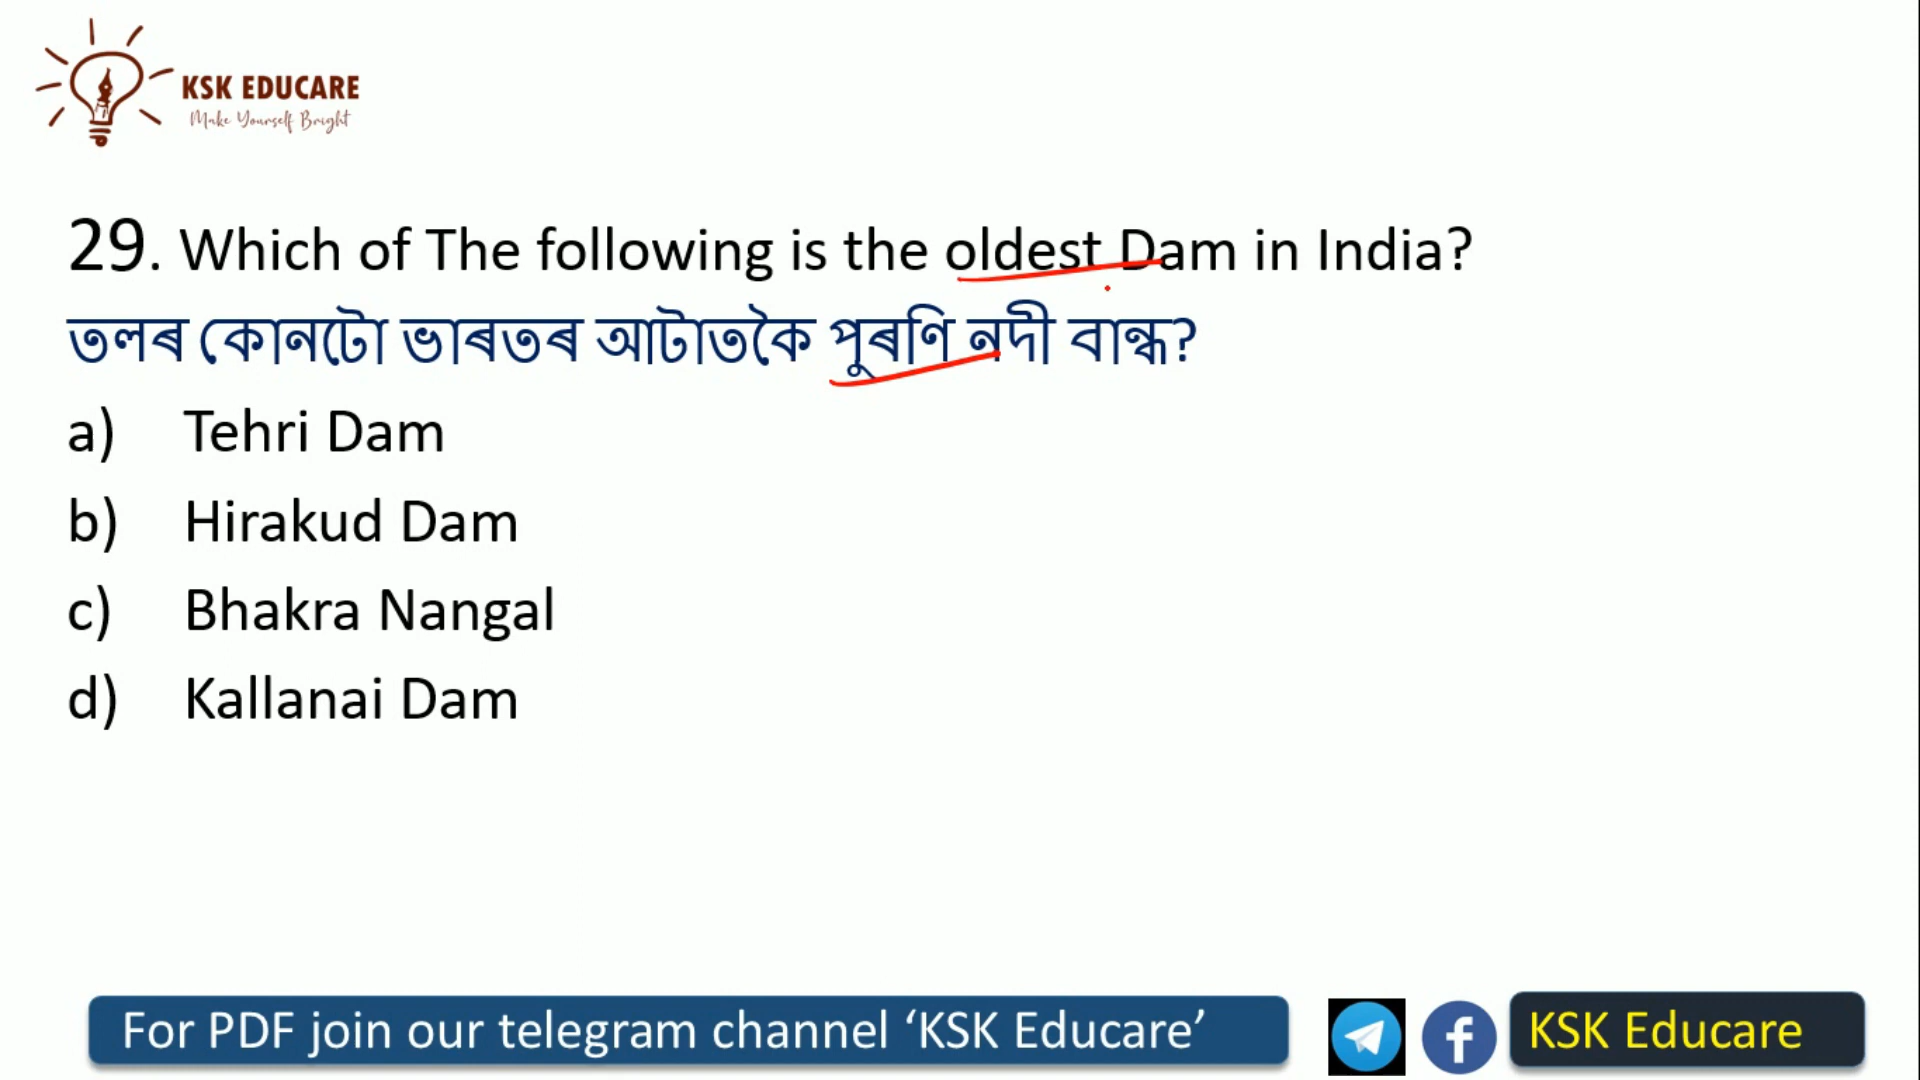 KSK EDUCARE
Make Yourself Bright
29. Which of The following is the oldest Dam in India?
তলৰ কোনটো ভাৰতৰ আটাতকৈ পুৰণি নদী বান্ধ?
a) Tehri Dam
b) Hirakud Dam
c) Bhakra Nangal
d) Kallanai Dam
For PDF join our telegram channel ‘KSK Educare’
KSK Educare